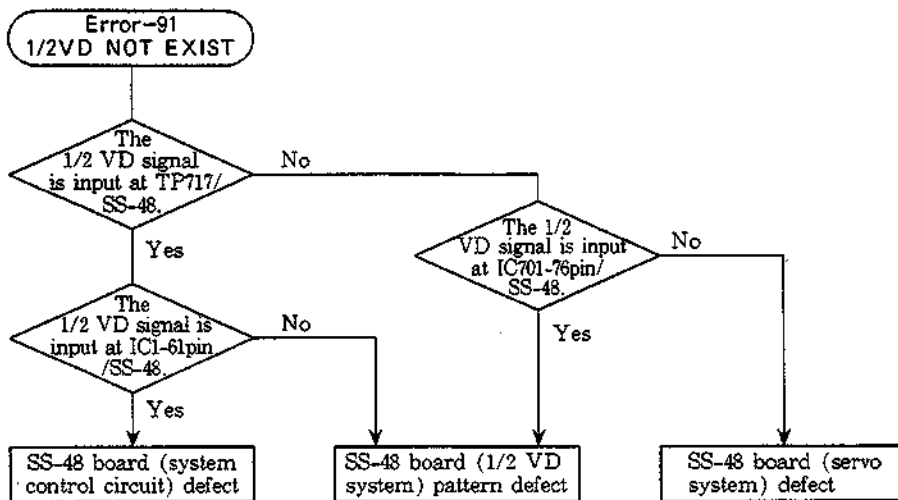 Error-91
1/2VD NOT EXIST
The
1/2 VD signal
is input at TP717/
SS-48.
No
Yes
The 1/2
VD signal is input
at IC701-76pin/
SS-48.
No
Yes
The
1/2 VD signal is
input at IC1-61pin
/SS-48.
No
Yes
SS-48 board (system
control circuit) defect
SS-48 board (1/2 VD
system) pattern defect
SS-48 board (servo
system) defect